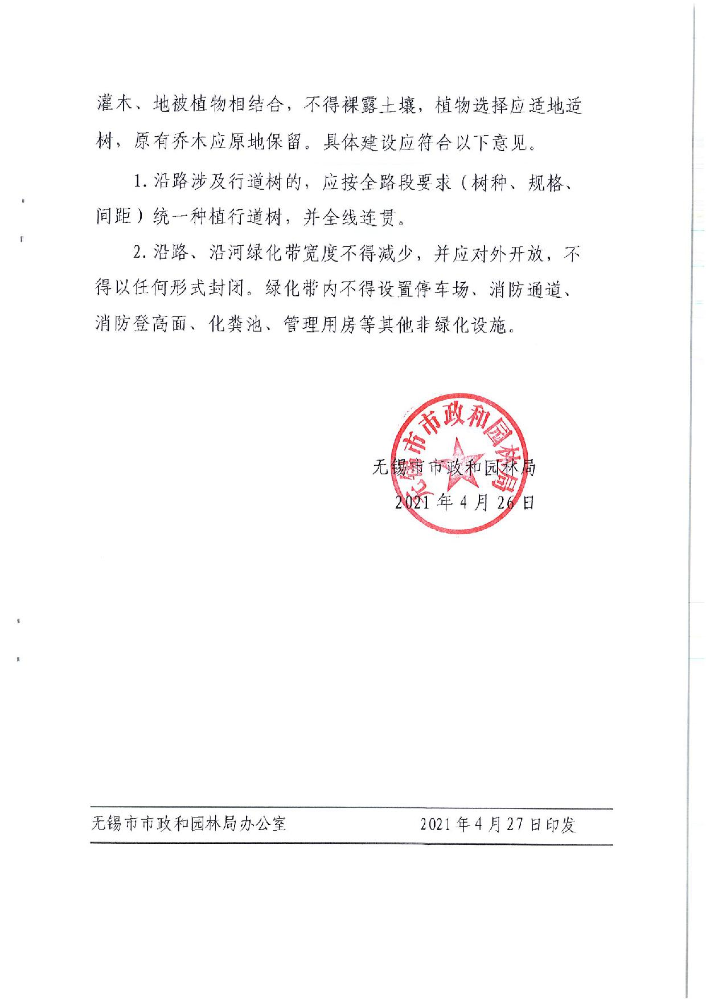 灌木、地被植物相结合，不得裸露土壤，植物选择应适地适
树，原有乔木应原地保留。具体建设应符合以下意见。
1.沿路涉及行道树的，应按全路段要求（树种、规格、
间距）统一种植行道树，并全线连贯。
2.沿路、沿河绿化带宽度不得减少，并应对外开放，不
得以任何形式封闭。绿化带内不得设置停车场、消防通道、
消防登高面、化粪池、管理用房等其他非绿化设施。
无锡市市政和园林局
无锡市市政和园林局
2021年4月26日
无锡市市政和园林局办公室 2021年4月27日印发